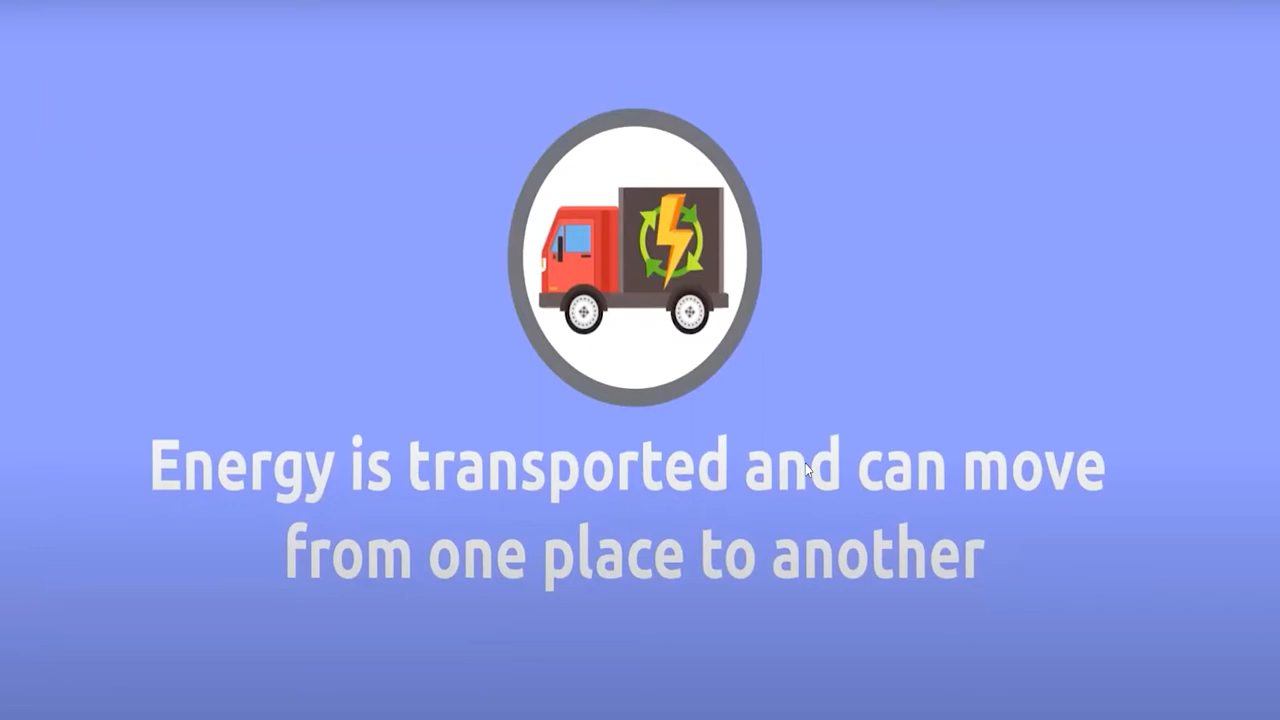 Energy is transported and can move
from one place to another